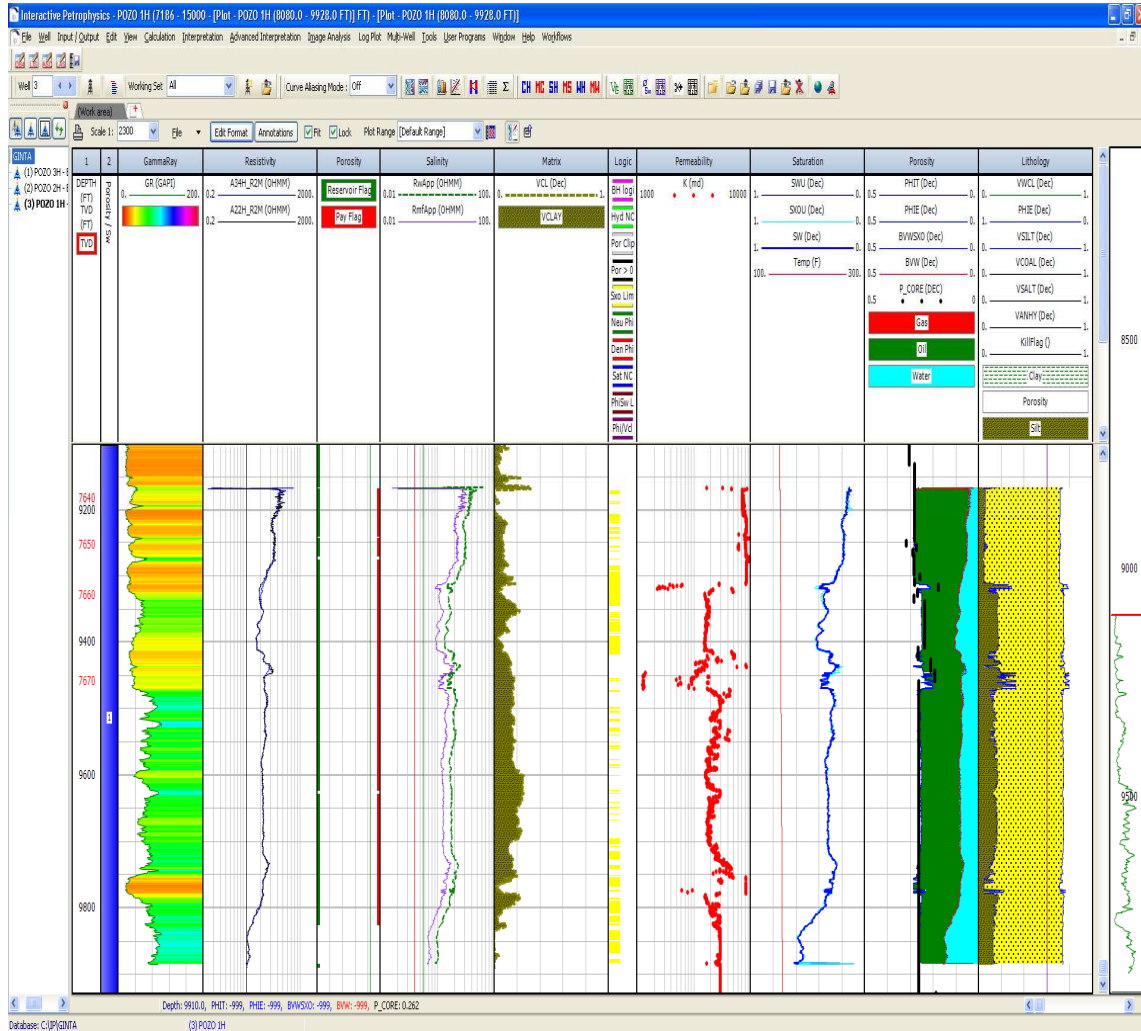 Interactive Petrophysics - POZO 1H (7186 - 15000 - [Plot - POZO 1H (8080.0 - 9928.0 FT)] FT) - [Plot - POZO 1H (8080.0 - 9928.0 FT)]
File Well Input / Output Edit View Calculation Interpretation Advanced Interpretation Image Analysis Log Plot Multi-Well Tools User Programs Window Help Workflows
Well 3 Working Set All Curve Aliasing Mode : Off CH MC SH MS WH MW
(Work area)
Scale 1: 2300 File Edit Format Annotations Fit Lock Plot Range [Default Range]
GINTA
(1) POZO 3H -
(2) POZO 2H -
(3) POZO 1H -
1 2 GammaRay Resistivity Porosity Salinity Matrix Logic Permeability Saturation Porosity Lithology
DEPTH
(FT)
TVD
(FT)
TVD
Porosity / Sw
GR (GAPI)
0. 200.
A34H_R2M (OHMM)
0.2 2000.
A22H_R2M (OHMM)
0.2 2000.
Reservoir Flag
Pay Flag
RwApp (OHMM)
0.01 100.
RmfApp (OHMM)
0.01 100.
VCL (Dec)
0. 1.
VCLAY
BH logi
Hyd NC
Por Clip
Por > 0
Sxo Lim
Neu Phi
Den Phi
Sat NC
PhiSw L
Phi/Vcl
K (md)
1000 10000
SWU (Dec)
1. 0.
SXOU (Dec)
SW (Dec)
1. 0.
Temp (F)
100. 300.
PHIT (Dec)
0.5 0.
PHIE (Dec)
0.5 0.
BVWSXO (Dec)
0.5 0.
BVW (Dec)
0.5 0.
P_CORE (DEC)
0.5 0
Gas
Oil
Water
VWCL (Dec)
0. 1.
PHIE (Dec)
1. 0.
VSILT (Dec)
0. 1.
VCOAL (Dec)
0. 1.
VSALT (Dec)
0. 1.
VANHY (Dec)
0. 1.
KillFlag ()
0. 1.
Clay
Porosity
Silt
8500
9000
9500
7640
9200
7650
7660
9400
7670
9600
9800
1
Depth: 9910.0, PHIT: -999, PHIE: -999, BVWSXO: -999, BVW: -999, P_CORE: 0.262
Database: C:\IP\GINTA (3) POZO 1H